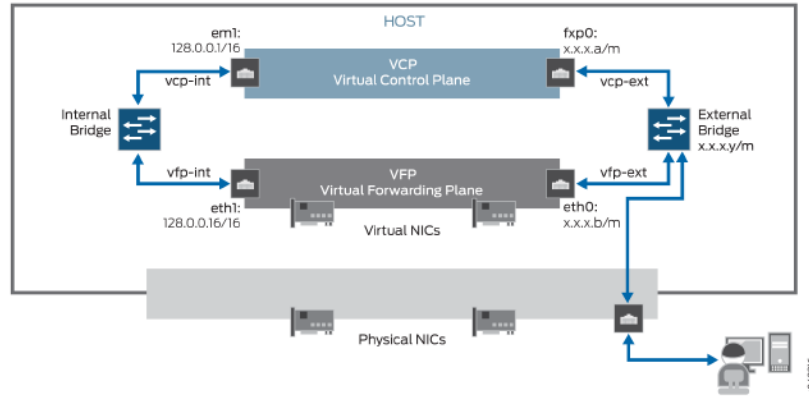 HOST
em1:
128.0.0.1/16
fxp0:
x.x.x.a/m
VCP
Virtual Control Plane
vcp-int
vcp-ext
Internal
Bridge
External
Bridge
x.x.x.y/m
vfp-int
vfp-ext
VFP
Virtual Forwarding Plane
eth1:
128.0.0.16/16
eth0:
x.x.x.b/m
Virtual NICs
Physical NICs